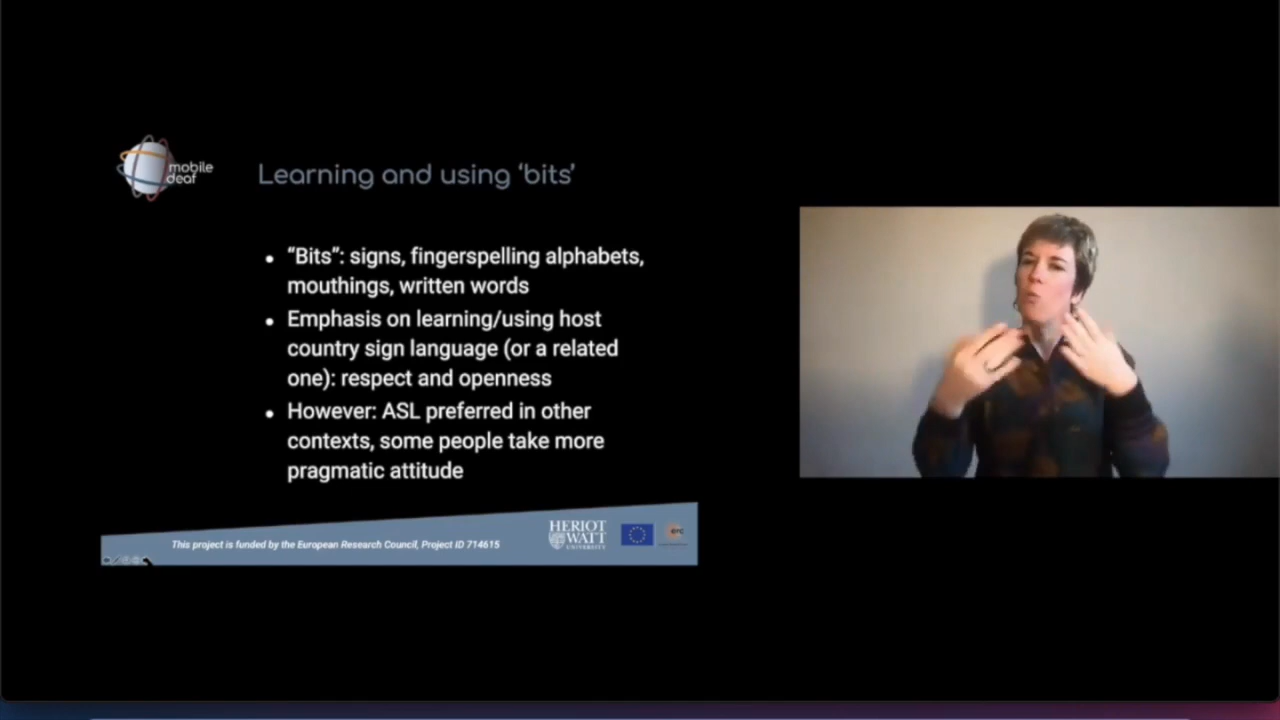 mobile
deaf
Learning and using ‘bits’
• “Bits”: signs, fingerspelling alphabets,
mouthings, written words
• Emphasis on learning/using host
country sign language (or a related
one): respect and openness
• However: ASL preferred in other
contexts, some people take more
pragmatic attitude
This project is funded by the European Research Council, Project ID 714615
HERIOT
WATT
UNIVERSITY
erc